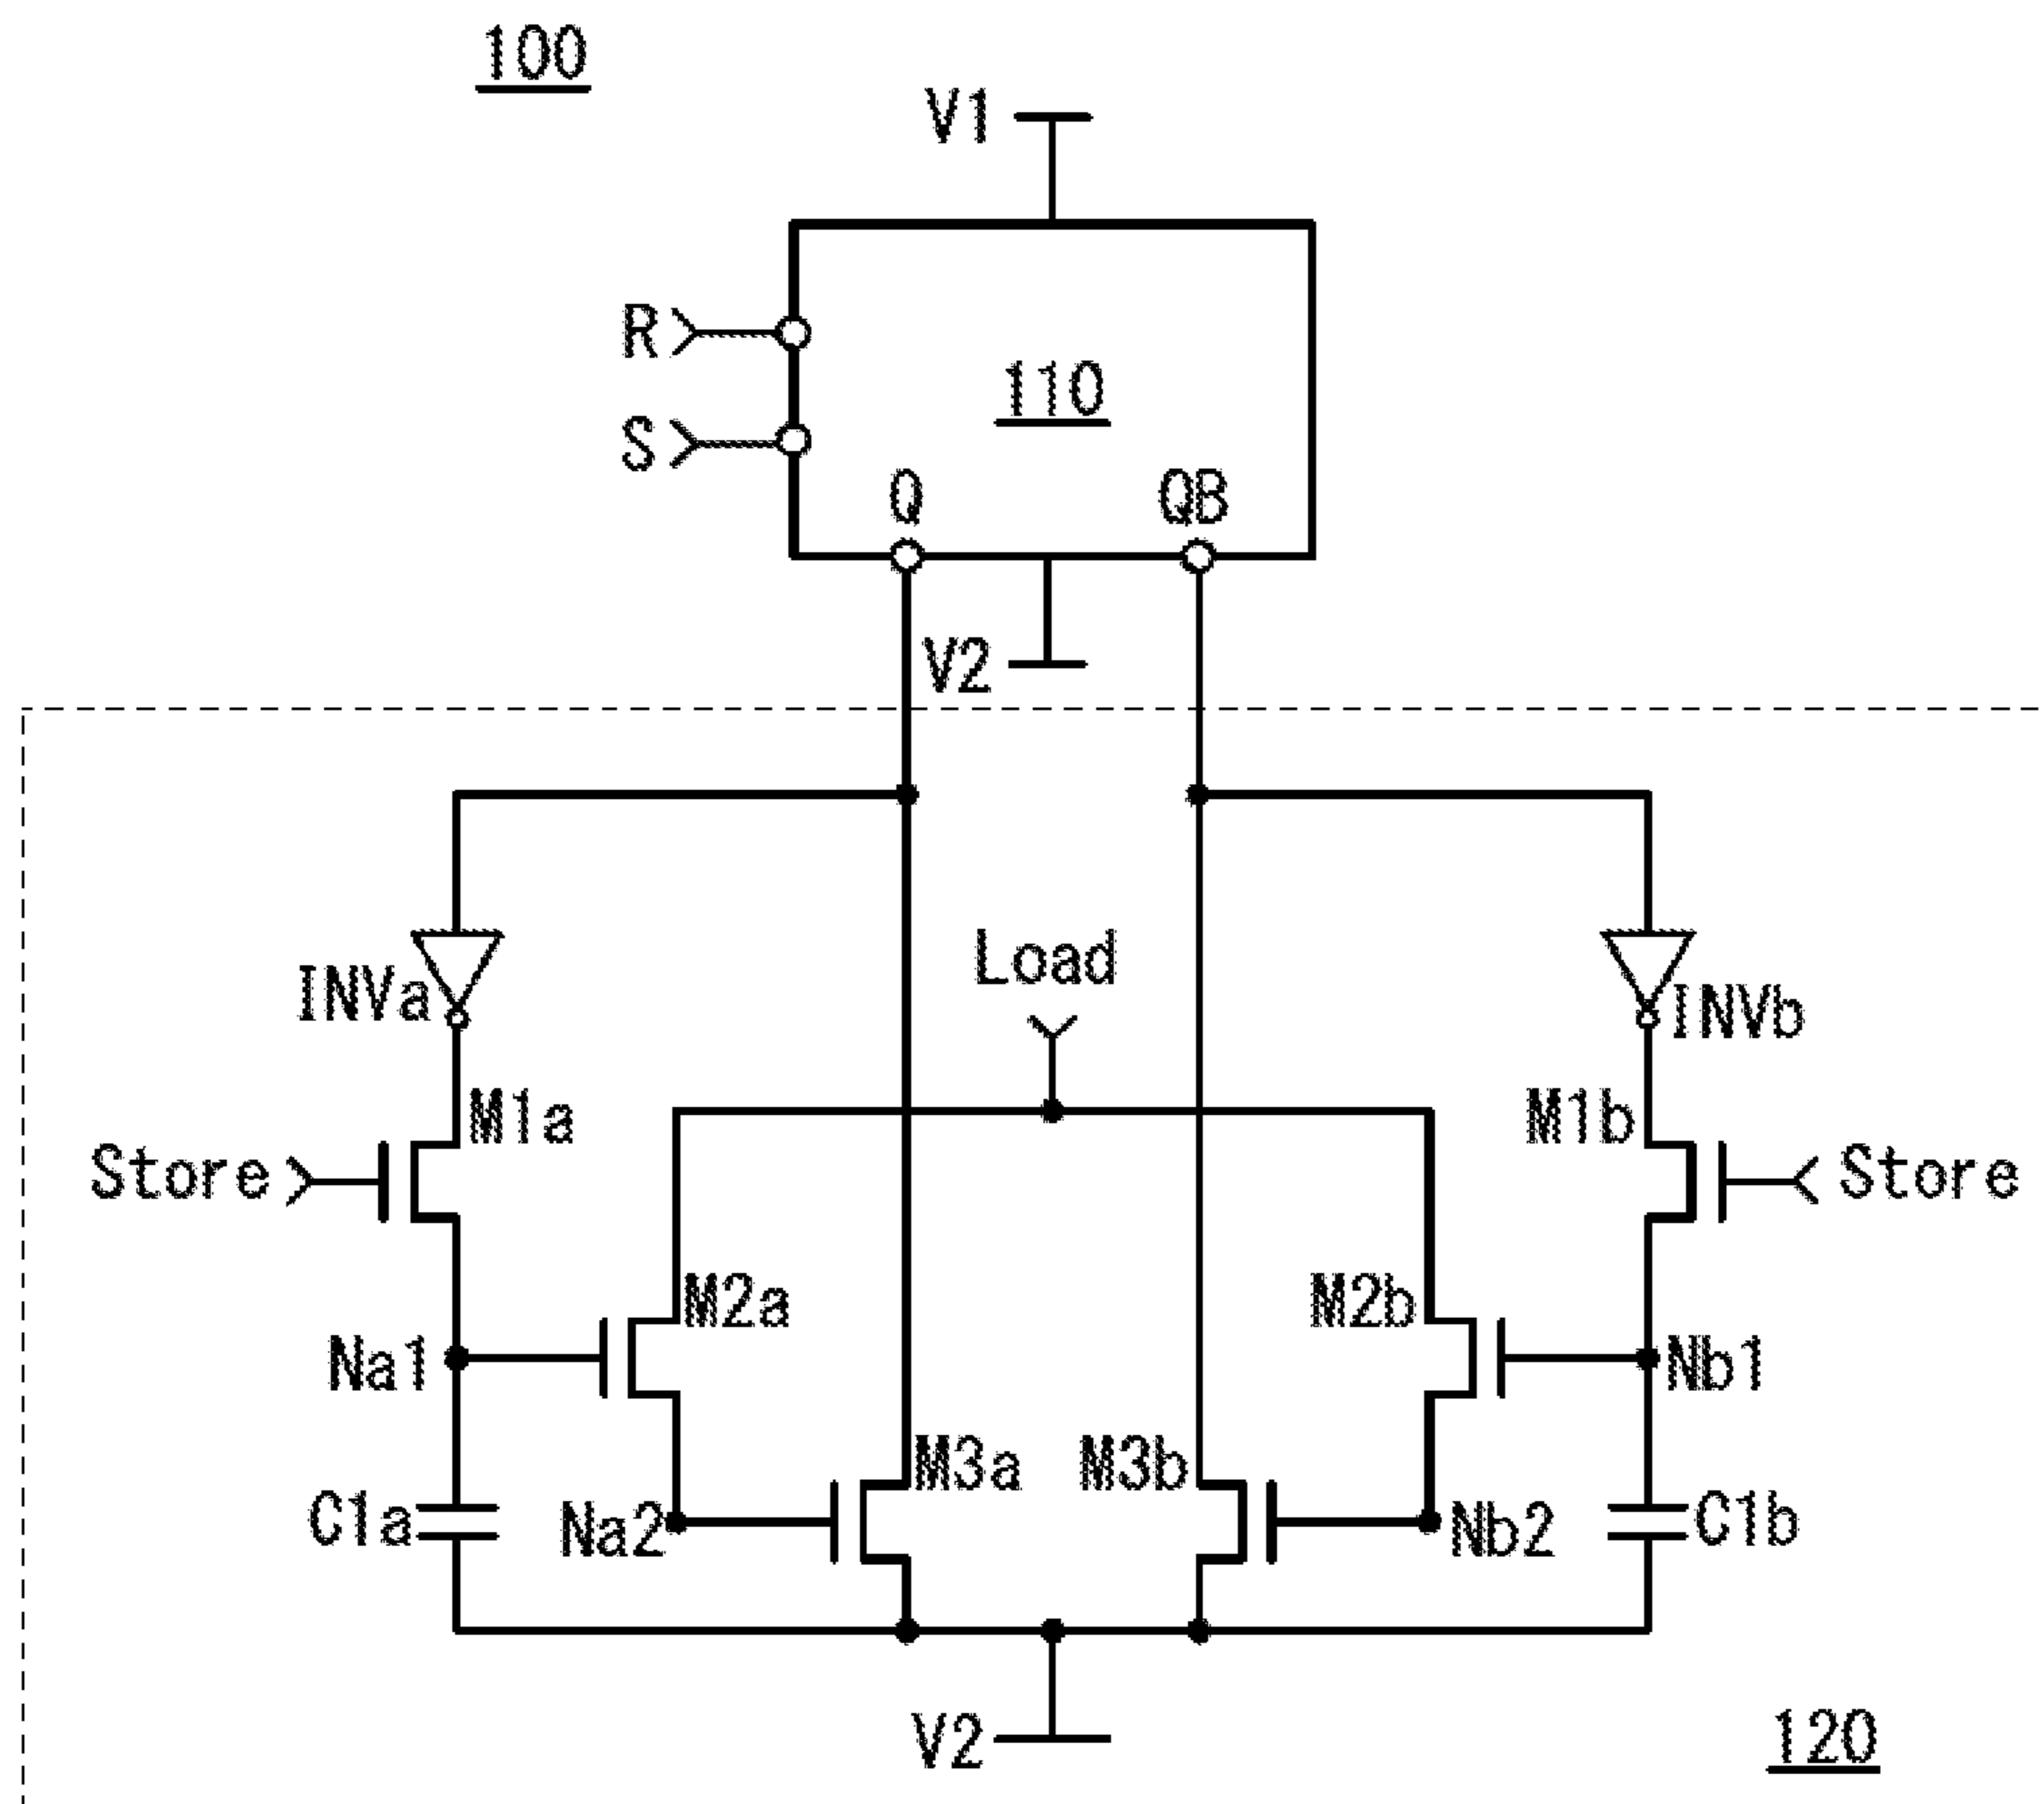 100
V1
R
110
S
Q QB
V2
Load
INVa INVb
M1a M1b
Store Store
M2a M2b
Na1 Nb1
M3a M3b
C1a Na2 Nb2 C1b
V2
120